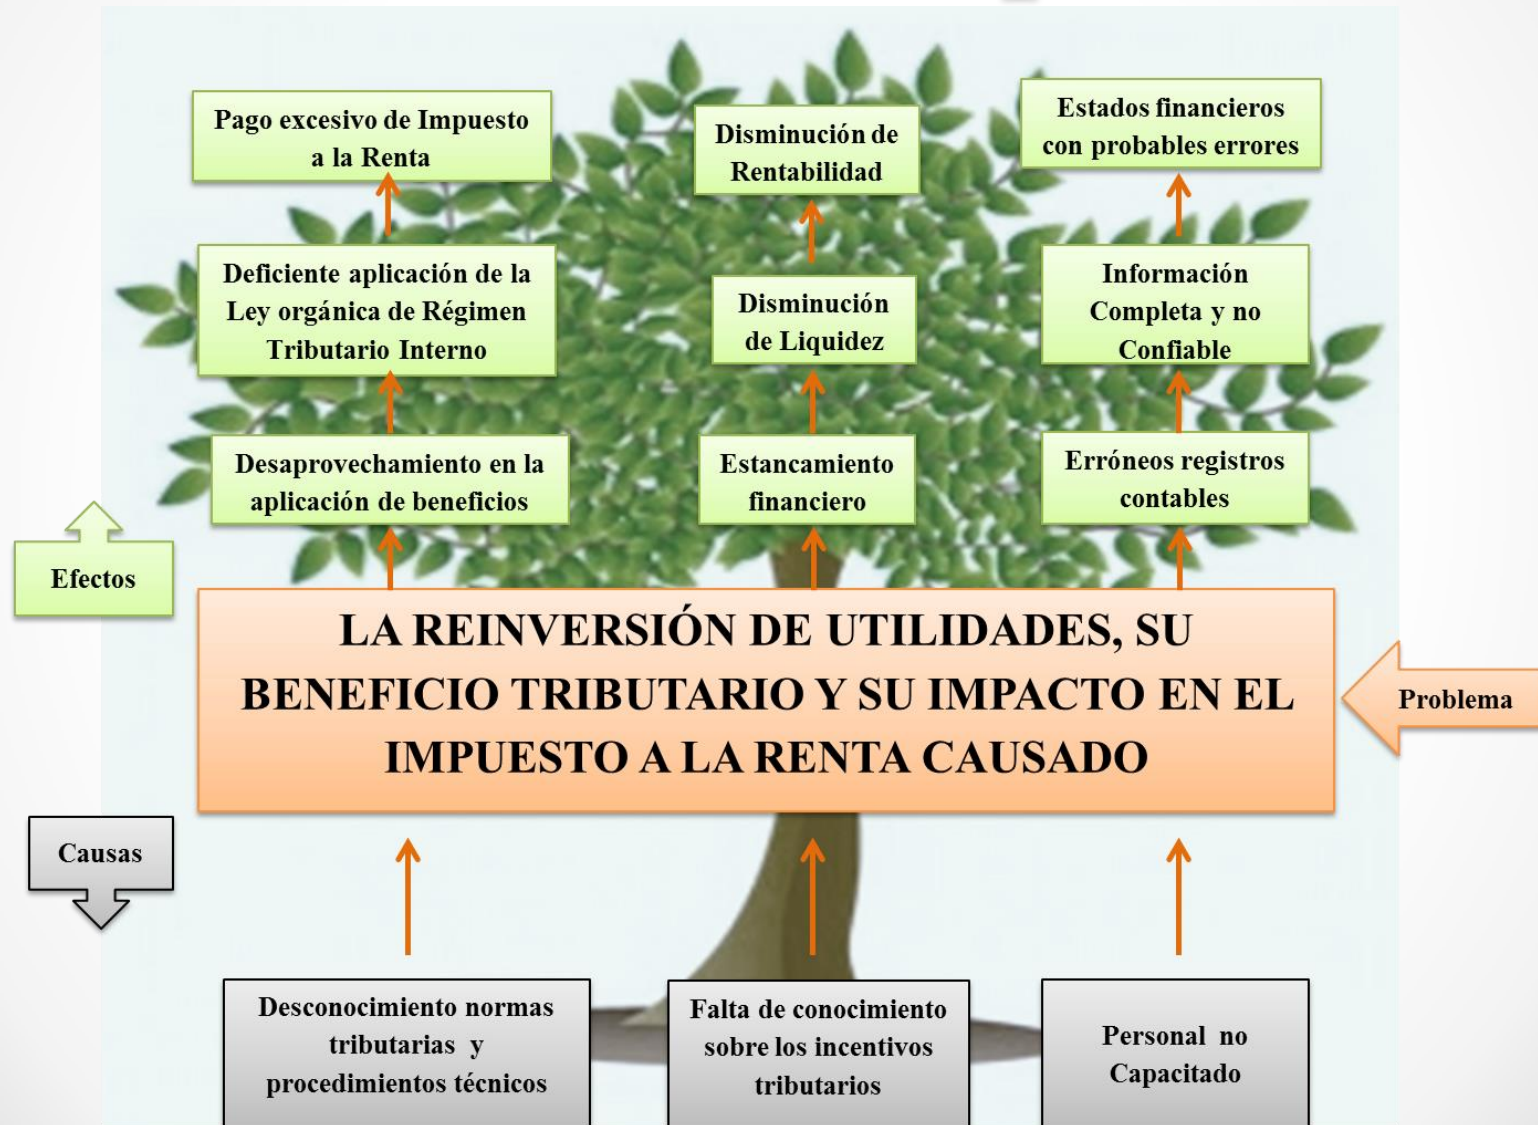 Pago excesivo de Impuesto
a la Renta
Disminución de
Rentabilidad
Estados financieros
con probables errores
Deficiente aplicación de la
Ley orgánica de Régimen
Tributario Interno
Disminución
de Liquidez
Información
Completa y no
Confiable
Desaprovechamiento en la
aplicación de beneficios
Estancamiento
financiero
Erróneos registros
contables
Efectos
LA REINVERSIÓN DE UTILIDADES, SU
BENEFICIO TRIBUTARIO Y SU IMPACTO EN EL
IMPUESTO A LA RENTA CAUSADO
Problema
Causas
Desconocimiento normas
tributarias y
procedimientos técnicos
Falta de conocimiento
sobre los incentivos
tributarios
Personal no
Capacitado